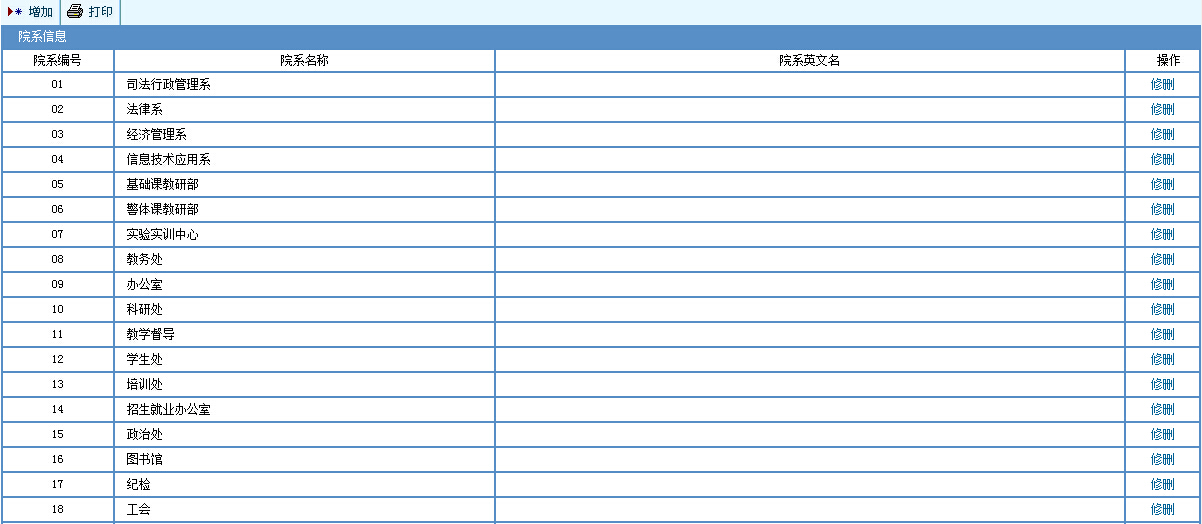 增加 打印
院系信息
院系编号 院系名称 院系英文名 操作
01 司法行政管理系 修删
02 法律系 修删
03 经济管理系 修删
04 信息技术应用系 修删
05 基础课教研部 修删
06 警体课教研部 修删
07 实验实训中心 修删
08 教务处 修删
09 办公室 修删
10 科研处 修删
11 教学督导 修删
12 学生处 修删
13 培训处 修删
14 招生就业办公室 修删
15 政治处 修删
16 图书馆 修删
17 纪检 修删
18 工会 修删